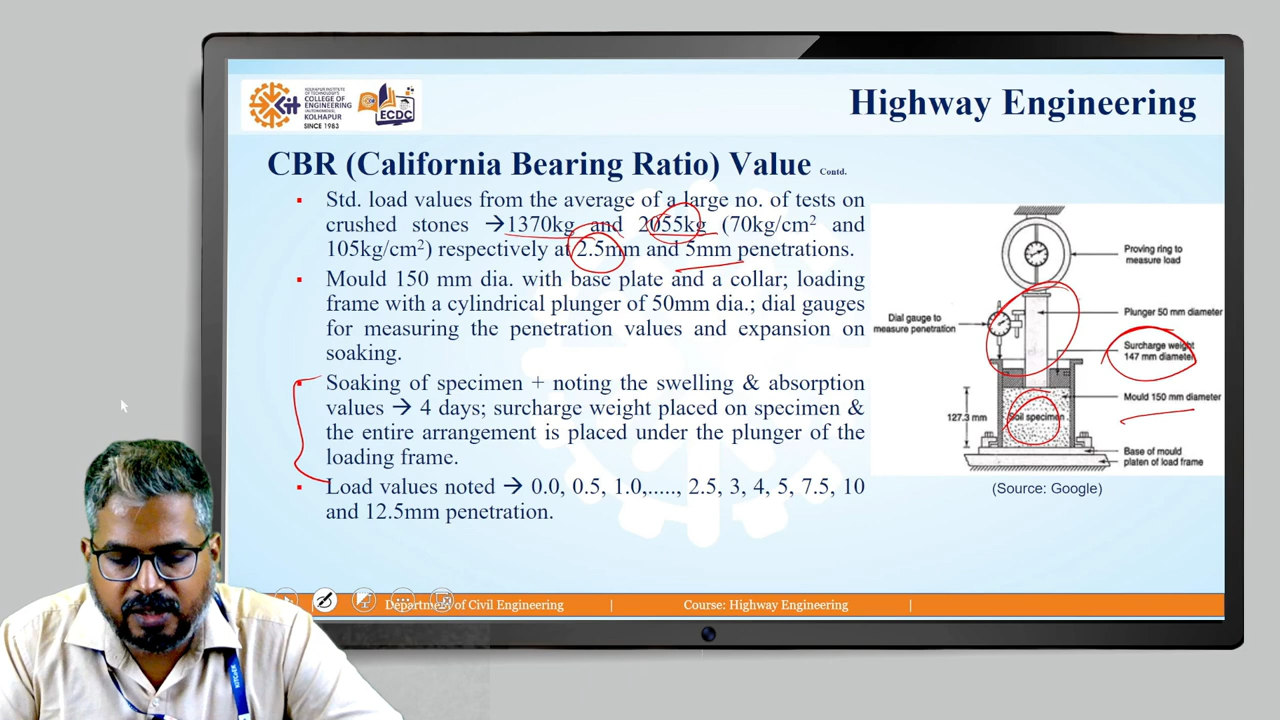 KOLHAPUR INSTITUTE
OF TECHNOLOGY'S
COLLEGE OF
ENGINEERING
(AUTONOMOUS),
KOLHAPUR
SINCE 1983
Kit
ECDC
Highway Engineering
CBR (California Bearing Ratio) Value Contd.
▪ Std. load values from the average of a large no. of tests on
crushed stones → 1370kg and 2055kg (70kg/cm² and
105kg/cm²) respectively at 2.5mm and 5mm penetrations.
▪ Mould 150 mm dia. with base plate and a collar; loading
frame with a cylindrical plunger of 50mm dia.; dial gauges
for measuring the penetration values and expansion on
soaking.
▪ Soaking of specimen + noting the swelling & absorption
values → 4 days; surcharge weight placed on specimen &
the entire arrangement is placed under the plunger of the
loading frame.
▪ Load values noted → 0.0, 0.5, 1.0,....., 2.5, 3, 4, 5, 7.5, 10
and 12.5mm penetration.
Proving ring to
measure load
Dial gauge to
measure penetration
Plunger 50 mm diameter
Surcharge weight
147 mm diameter
Mould 150 mm diameter
127.3 mm
Soil specimen
Base of mould
platen of load frame
(Source: Google)
| Department of Civil Engineering | Course: Highway Engineering |